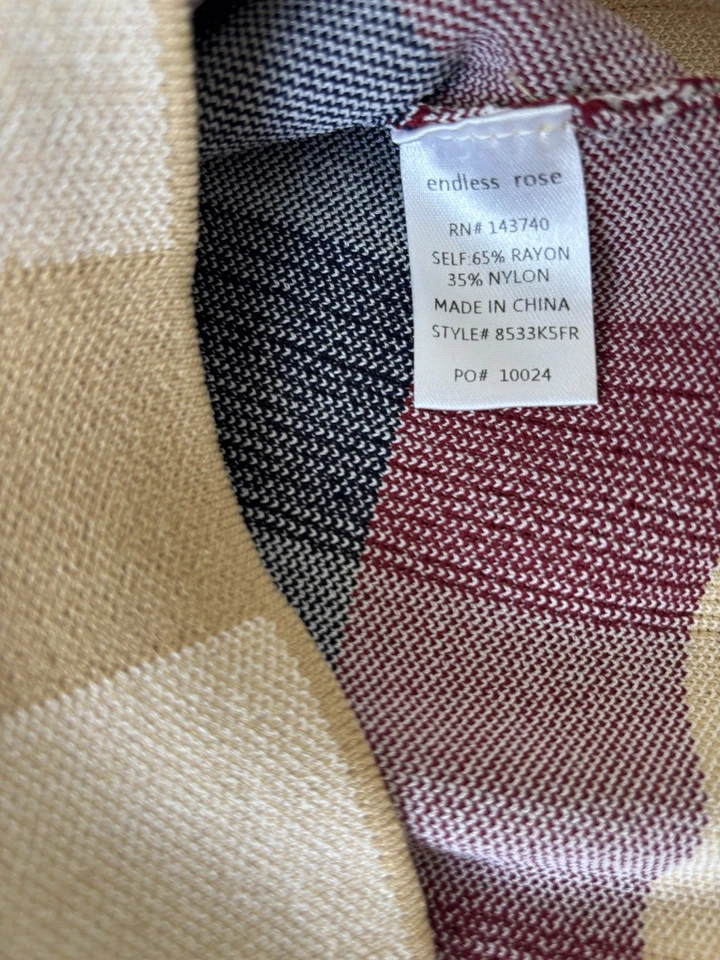 endless rose
RN# 143740
SELF:65% RAYON
35% NYLON
MADE IN CHINA
STYLE# 8533K5FR
PO# 10024